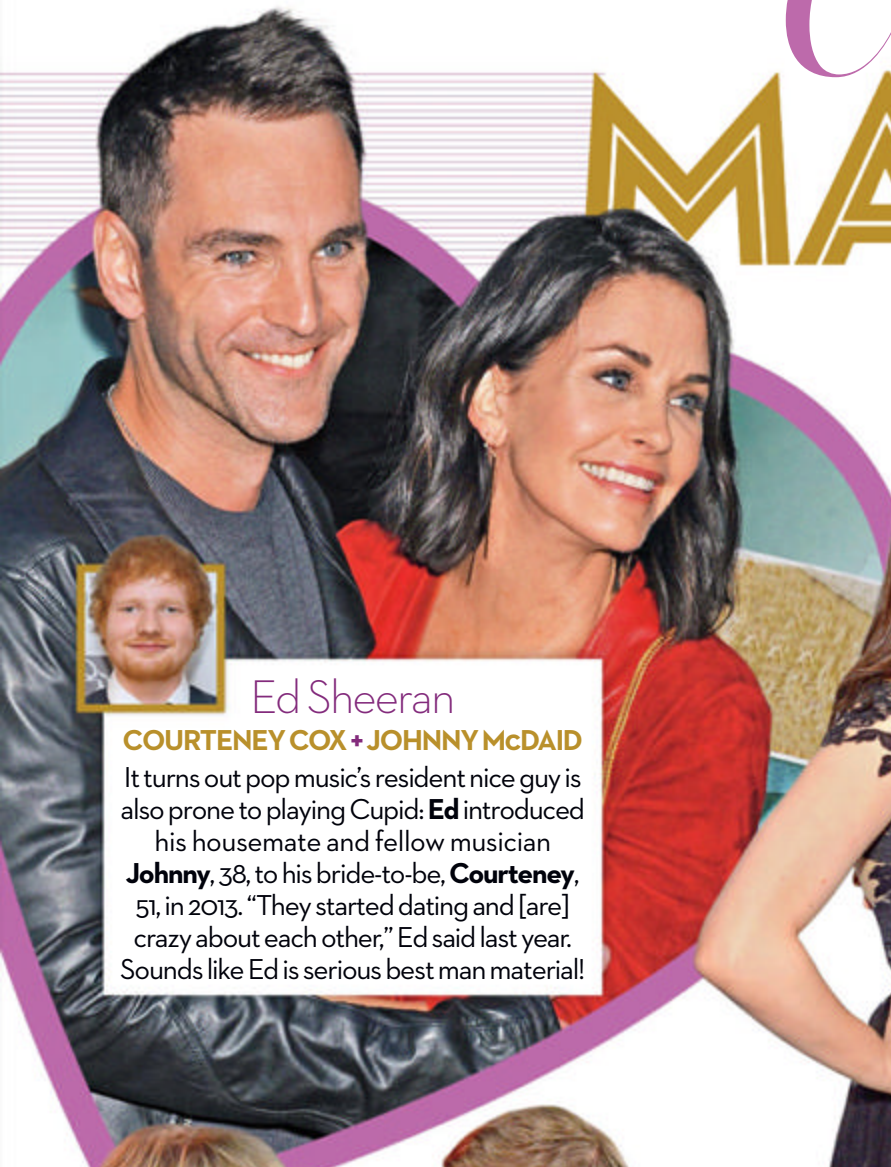 MA
Ed Sheeran
COURTENEY COX + JOHNNY McDAID
It turns out pop music's resident nice guy is
also prone to playing Cupid: Ed introduced
his housemate and fellow musician
Johnny, 38, to his bride-to-be, Courteney,
51, in 2013. “They started dating and [are]
crazy about each other,” Ed said last year.
Sounds like Ed is serious best man material!